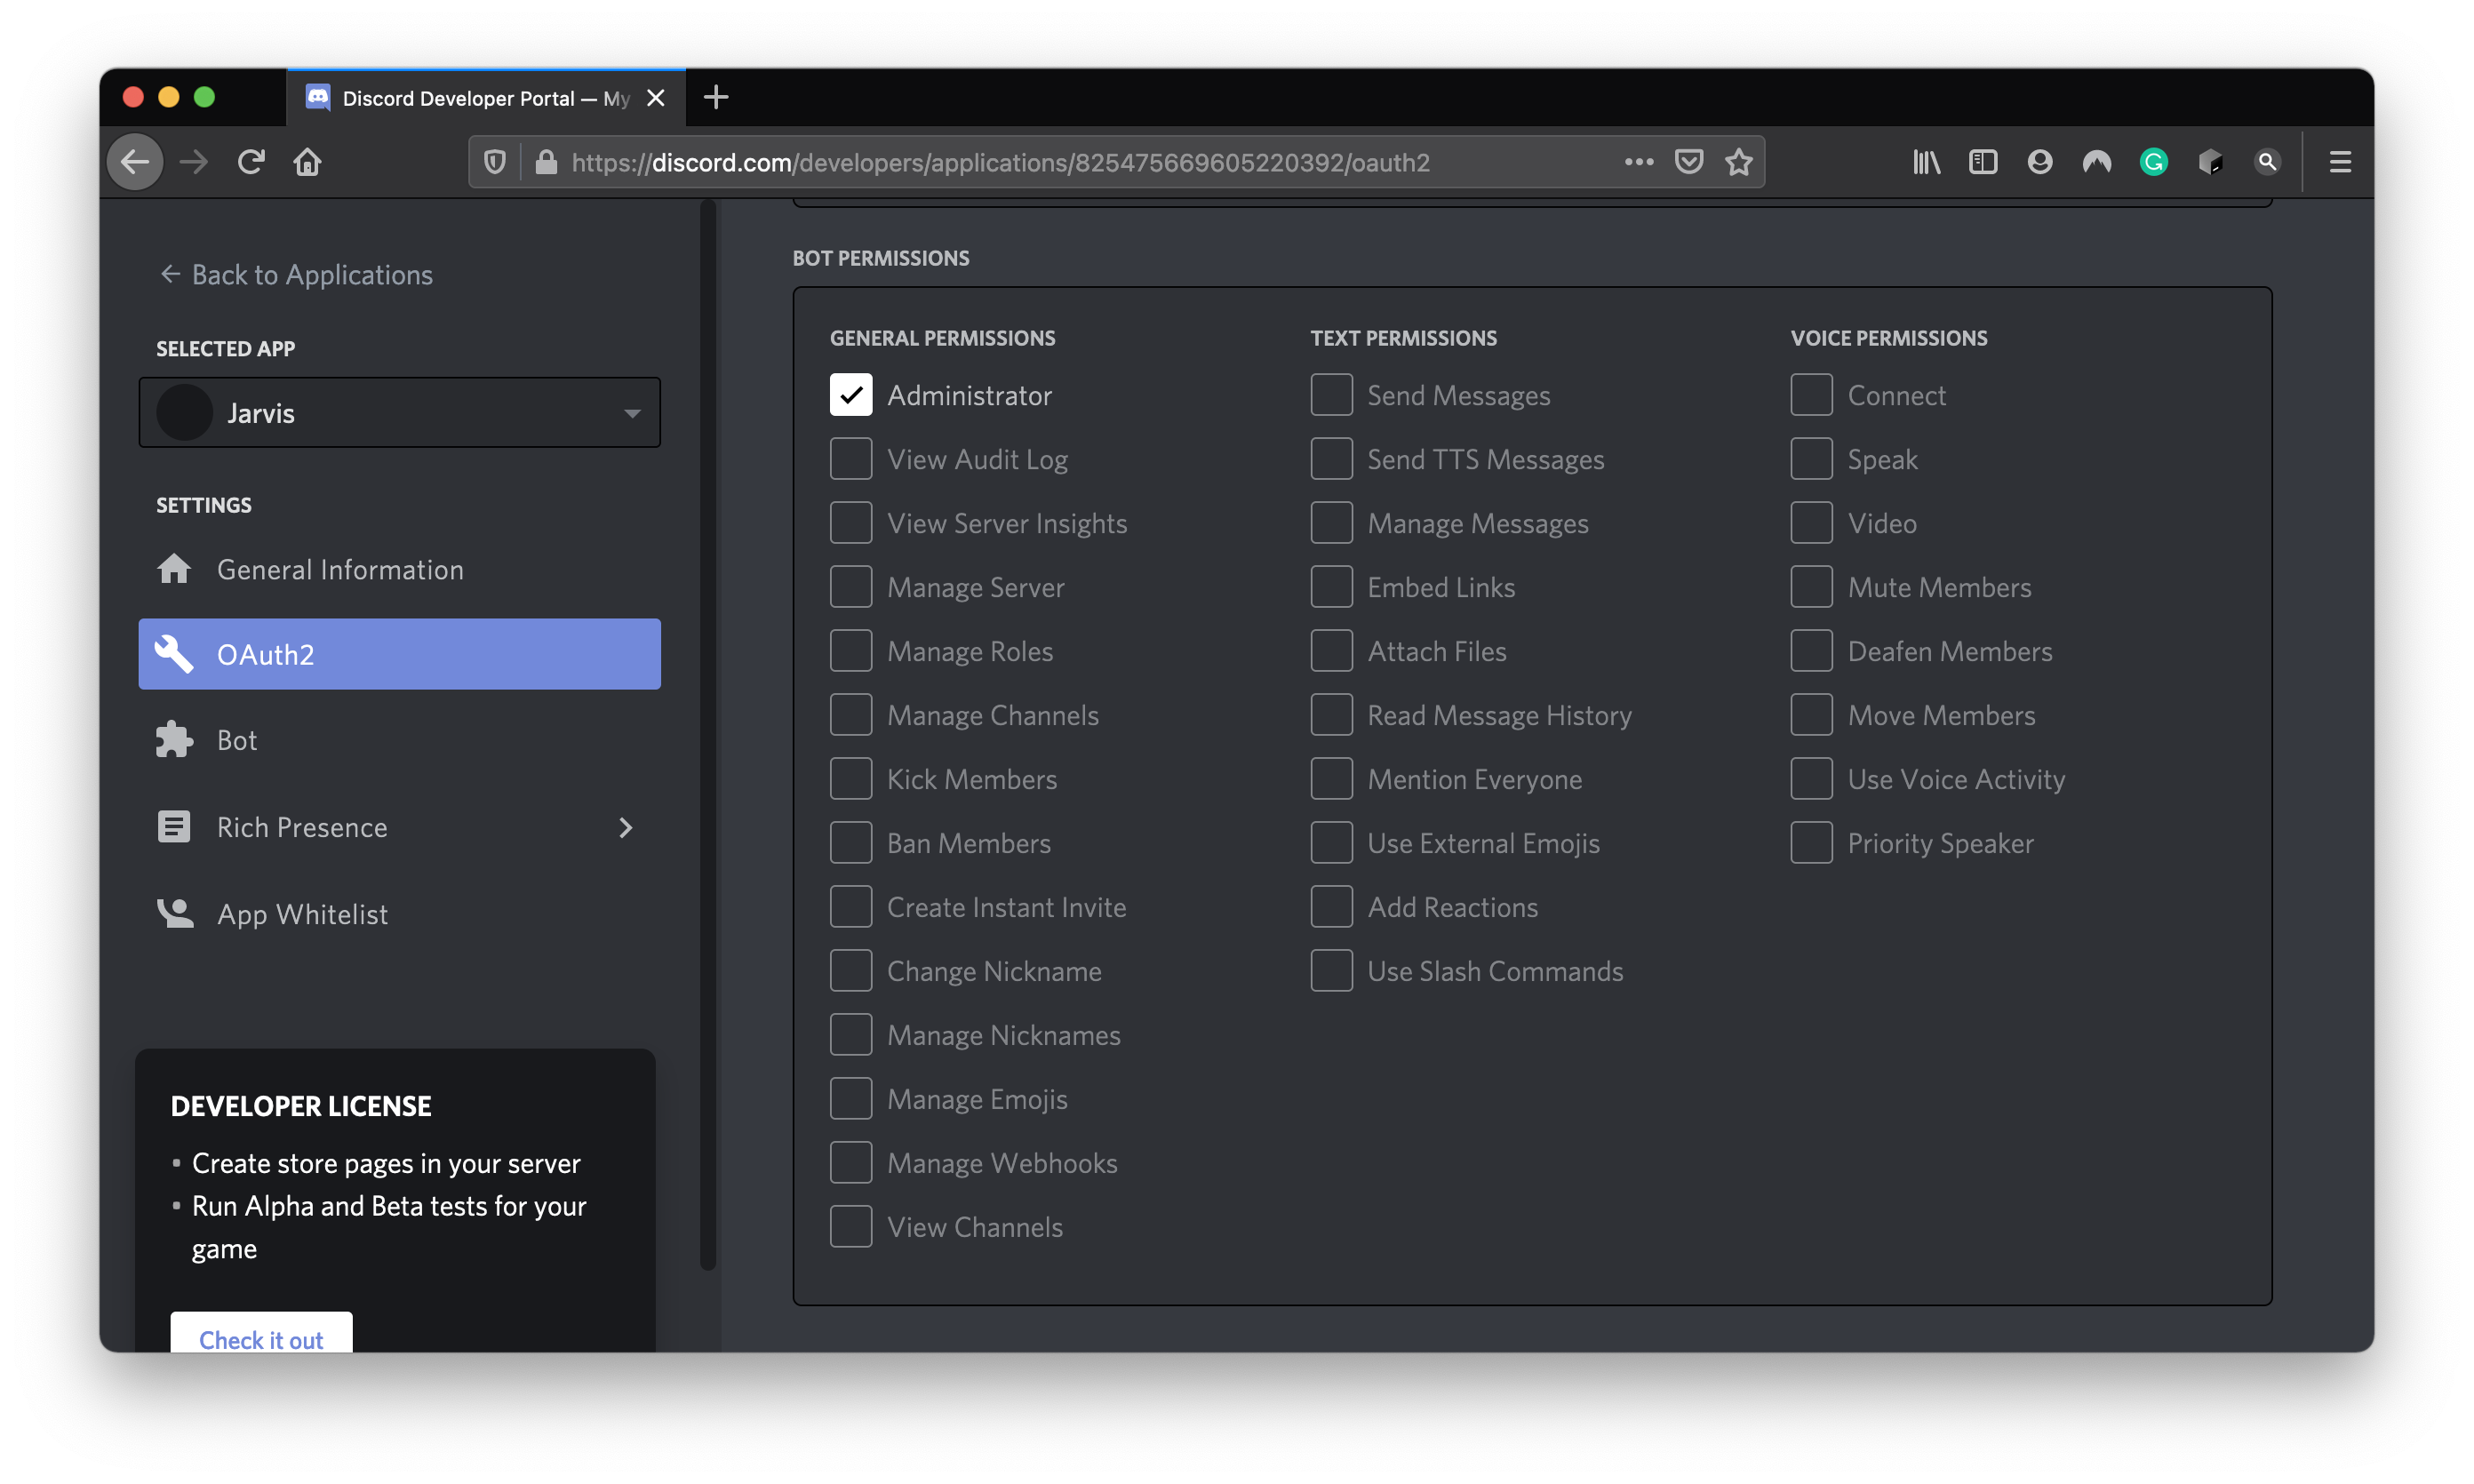 Discord Developer Portal — My
https://discord.com/developers/applications/825475669605220392/oauth2
Back to Applications
SELECTED APP
Jarvis
SETTINGS
General Information
OAuth2
Bot
Rich Presence
App Whitelist
DEVELOPER LICENSE
• Create store pages in your server
• Run Alpha and Beta tests for your
game
Check it out
BOT PERMISSIONS
GENERAL PERMISSIONS
Administrator
View Audit Log
View Server Insights
Manage Server
Manage Roles
Manage Channels
Kick Members
Ban Members
Create Instant Invite
Change Nickname
Manage Nicknames
Manage Emojis
Manage Webhooks
View Channels
TEXT PERMISSIONS
Send Messages
Send TTS Messages
Manage Messages
Embed Links
Attach Files
Read Message History
Mention Everyone
Use External Emojis
Add Reactions
Use Slash Commands
VOICE PERMISSIONS
Connect
Speak
Video
Mute Members
Deafen Members
Move Members
Use Voice Activity
Priority Speaker